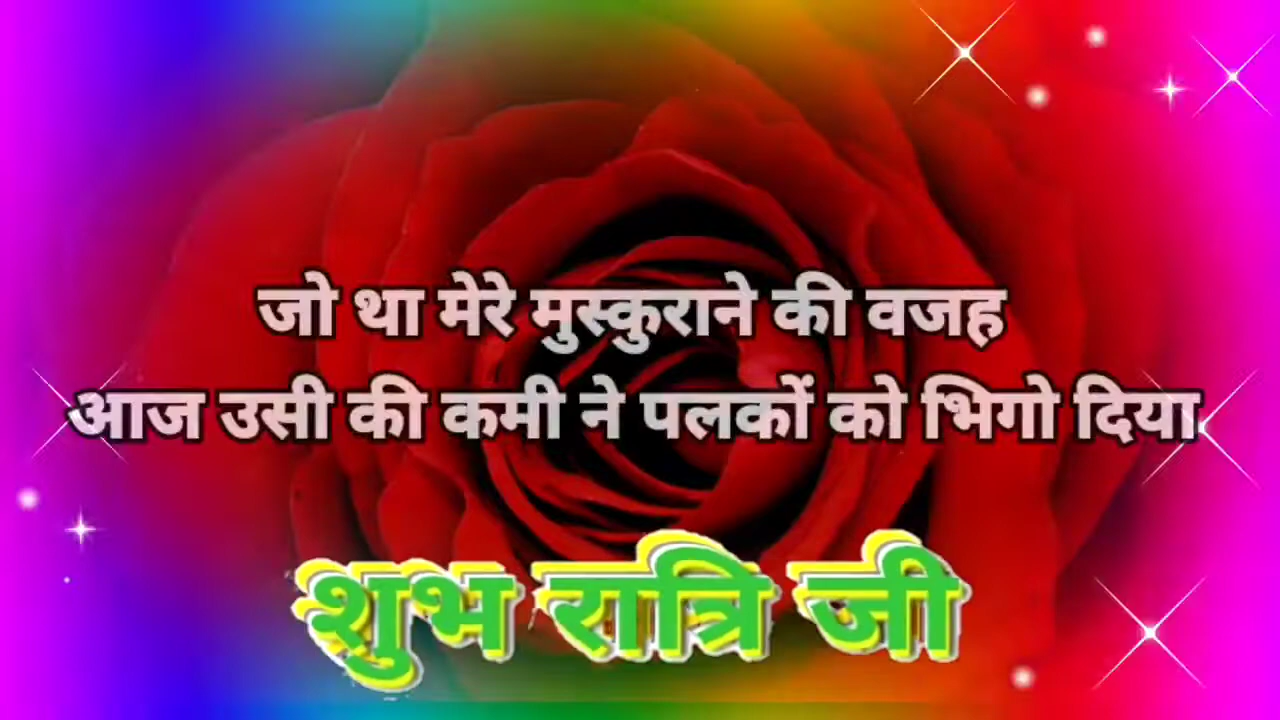 जो था मेरे मुस्कुराने की वजह
आज उसी की कमी ने पलकों को भिगो दिया
शुभ रात्रि जी